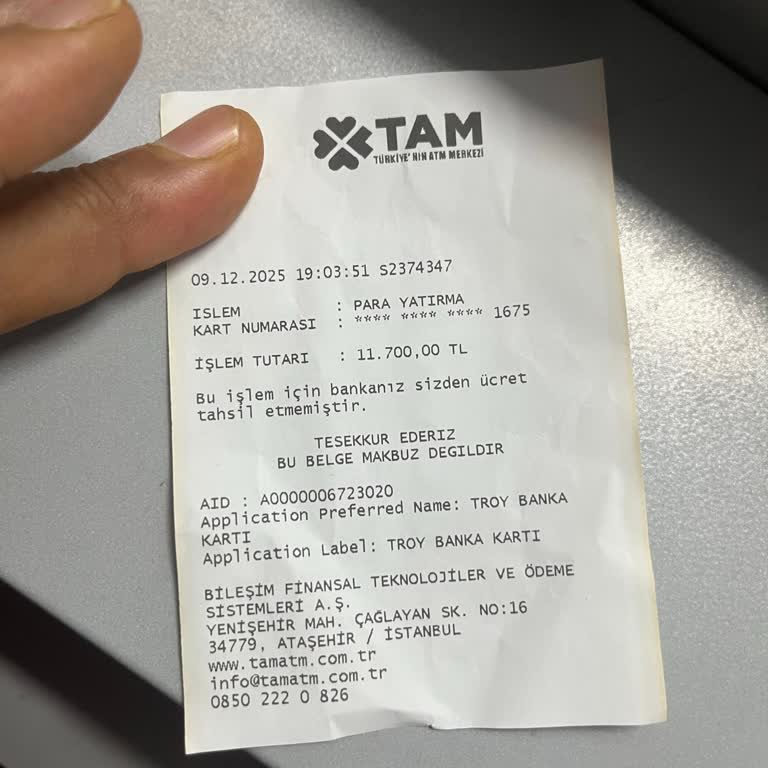 TAM
TÜRKİYE'NİN ATM MERKEZİ
09.12.2025 19:03:51 S2374347
ISLEM : PARA YATIRMA
KART NUMARASI : **** **** **** 1675
İŞLEM TUTARI : 11.700,00 TL
Bu işlem için bankanız sizden ücret
tahsil etmemiştir.
TESEKKUR EDERIZ
BU BELGE MAKBUZ DEGILDIR
AID : A0000006723020
Application Preferred Name: TROY BANKA
KARTI
Application Label: TROY BANKA KARTI
BİLEŞİM FİNANSAL TEKNOLOJİLER VE ÖDEME
SİSTEMLERİ A.Ş.
YENİŞEHİR MAH. ÇAĞLAYAN SK. NO:16
34779, ATAŞEHİR / İSTANBUL
www.tamatm.com.tr
info@tamatm.com.tr
0850 222 0 826